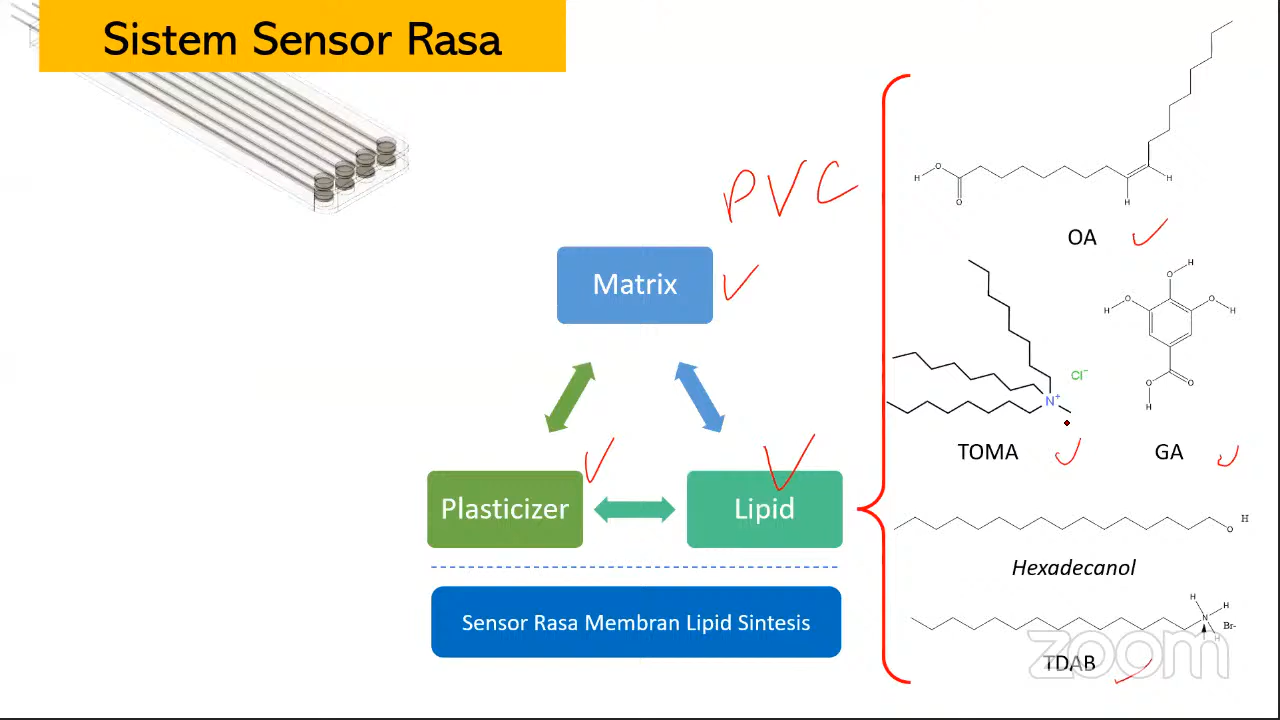 Sistem Sensor Rasa
PVC
Matrix
Plasticizer
Lipid
Sensor Rasa Membran Lipid Sintesis
H O
O
H
H
OA
Cl⁻
N⁺
TOMA
H
O
H O
O H
O O
H
GA
H
O
Hexadecanol
H
H
N
H
Br-
TDAB
zoom